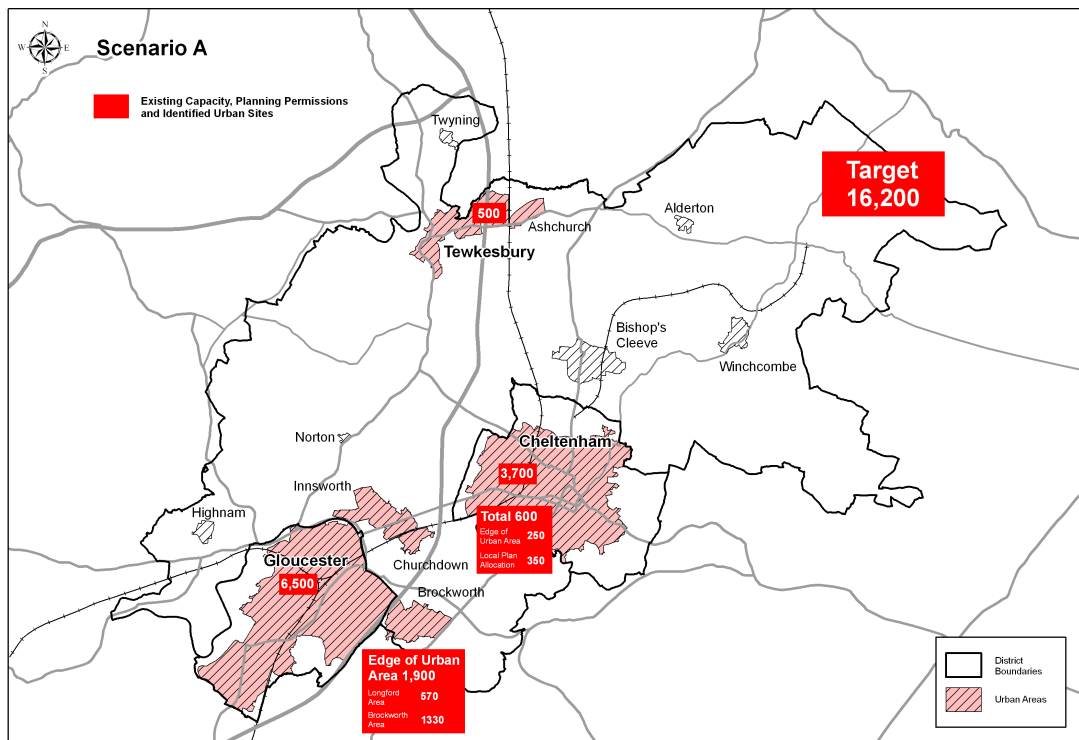 N
W E
S
Scenario A
Existing Capacity, Planning Permissions
and Identified Urban Sites
Twyning
Target
16,200
500
Alderton
Ashchurch
Tewkesbury
Bishop's
Cleeve
Winchcombe
Norton
Cheltenham
3,700
Innsworth
Highnam
Total 600
Edge of
Urban Area 250
Local Plan
Allocation 350
Gloucester
6,500
Churchdown
Brockworth
Edge of Urban
Area 1,900
Longford
Area 570
Brockworth
Area 1330
District
Boundaries
Urban Areas